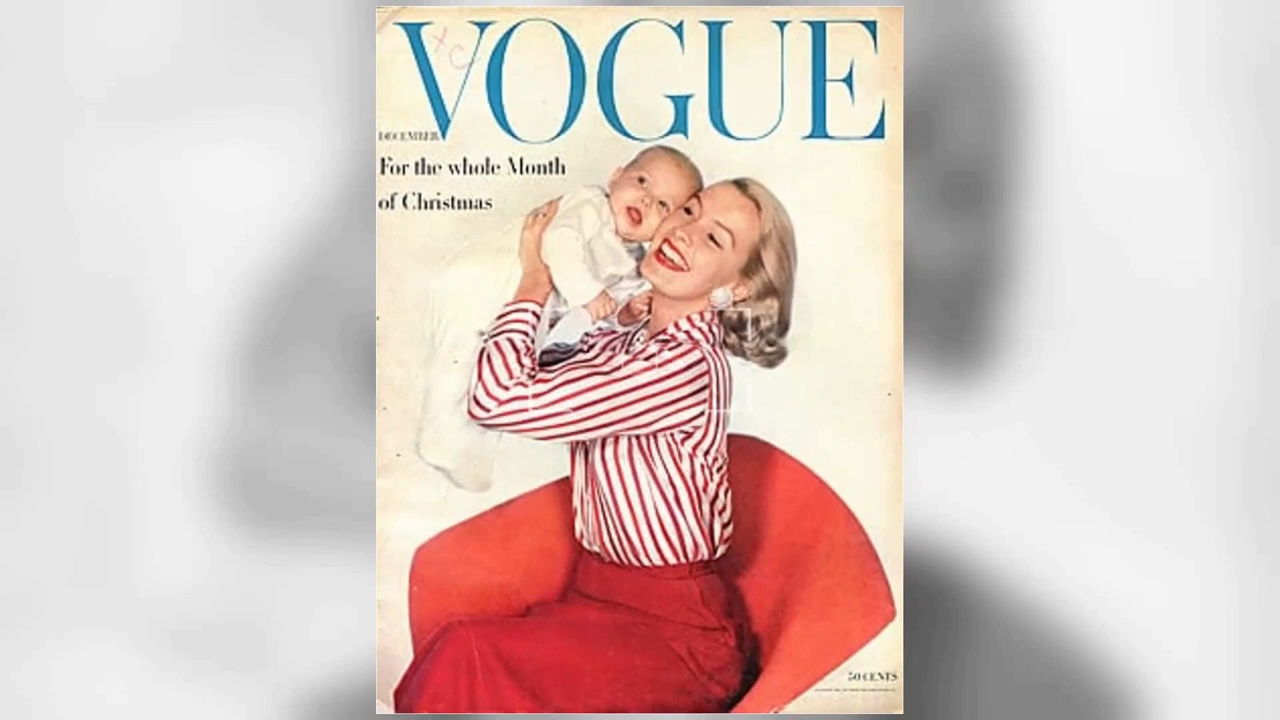 VOGUE
DECEMBER
For the whole Month
of Christmas
50 CENTS